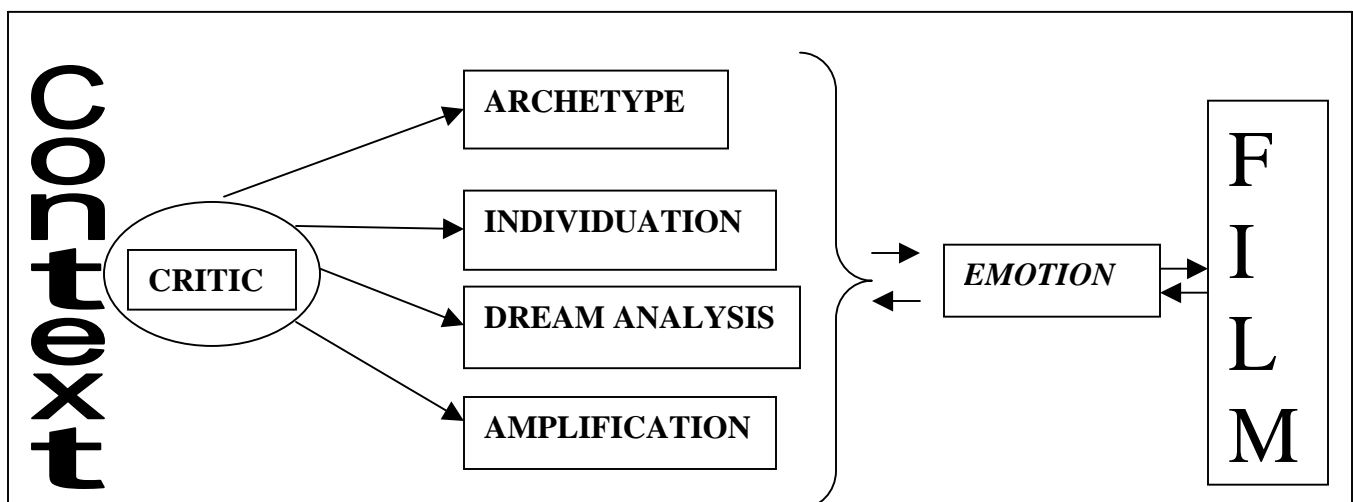 Context
CRITIC
ARCHETYPE
INDIVIDUATION
DREAM ANALYSIS
AMPLIFICATION
EMOTION
FILM